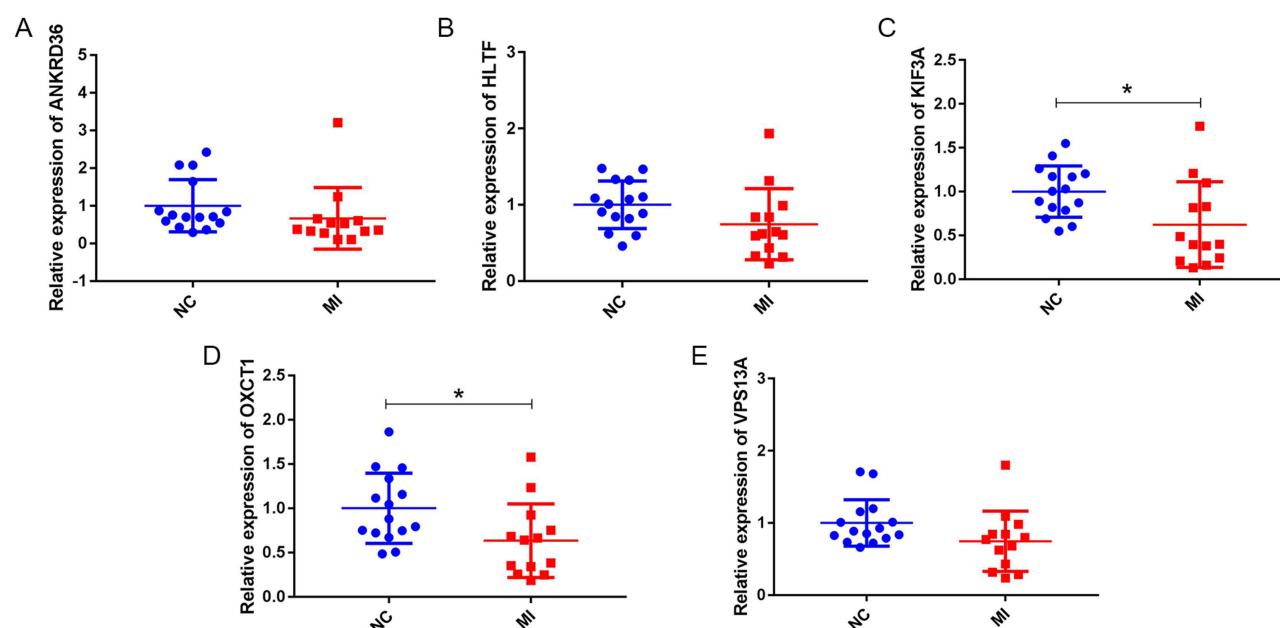 A
Relative expression of ANKRD36
5
4
3
2
1
0
-1
NC
MI
B
Relative expression of HLTF
3
2
1
0
NC
MI
C
Relative expression of KIF3A
2.5
2.0
1.5
1.0
0.5
0.0
*
NC
MI
D
Relative expression of OXCT1
2.5
2.0
1.5
1.0
0.5
0.0
*
NC
MI
E
Relative expression of VPS13A
3
2
1
0
NC
MI